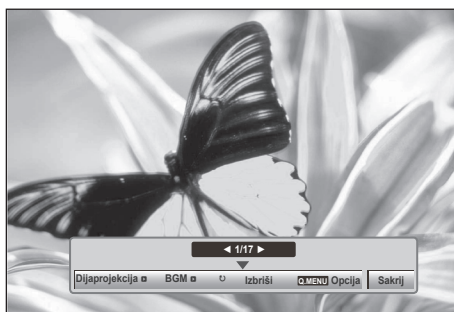 ◀ 1/17 ▶
Dijaprojekcija BGM ↻ Izbriši Q.MENU Opcija Sakrij